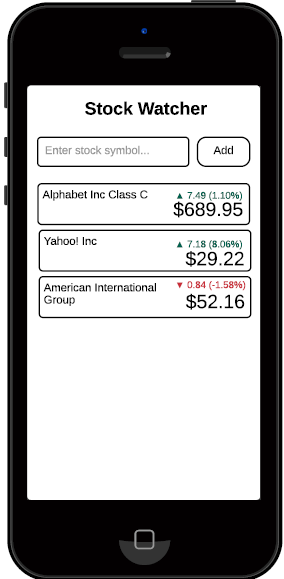 Stock Watcher
Enter stock symbol...
Add
Alphabet Inc Class C
▲ 7.49 (1.10%)
$689.95
Yahoo! Inc
▲ 7.18 (8.06%)
$29.22
American International
Group
▼ 0.84 (-1.58%)
$52.16